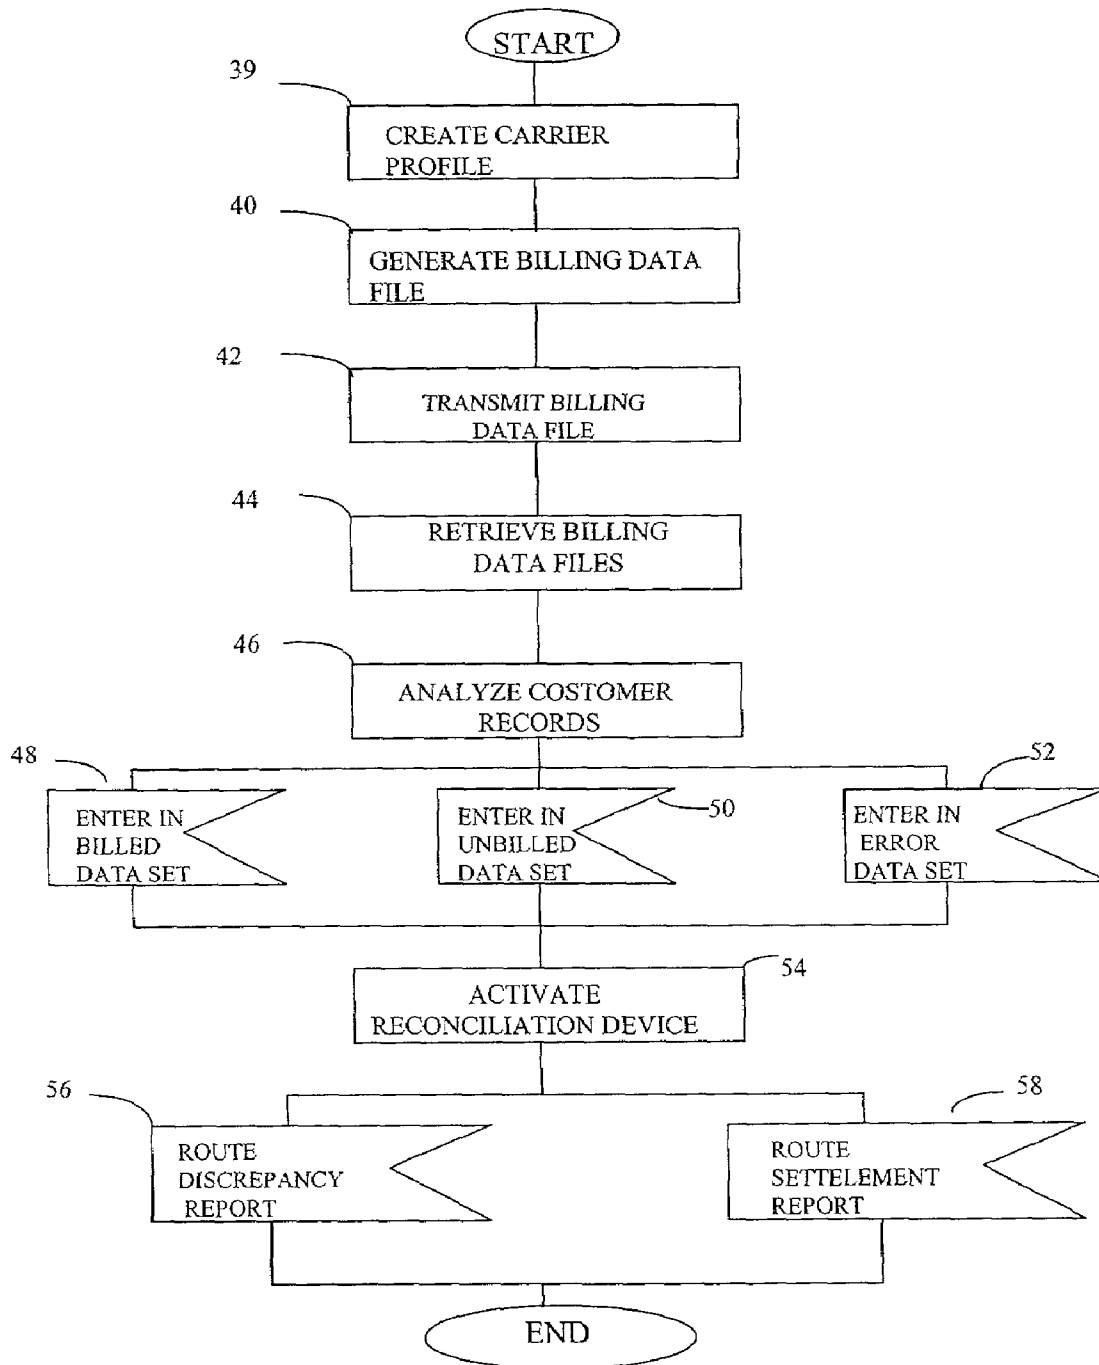 START
39
CREATE CARRIER
PROFILE
40
GENERATE BILLING DATA
FILE
42
TRANSMIT BILLING
DATA FILE
44
RETRIEVE BILLING
DATA FILES
46
ANALYZE COSTOMER
RECORDS
48
ENTER IN
BILLED
DATA SET
50
ENTER IN
UNBILLED
DATA SET
52
ENTER IN
ERROR
DATA SET
54
ACTIVATE
RECONCILIATION DEVICE
56
ROUTE
DISCREPANCY
REPORT
58
ROUTE
SETTELEMENT
REPORT
END